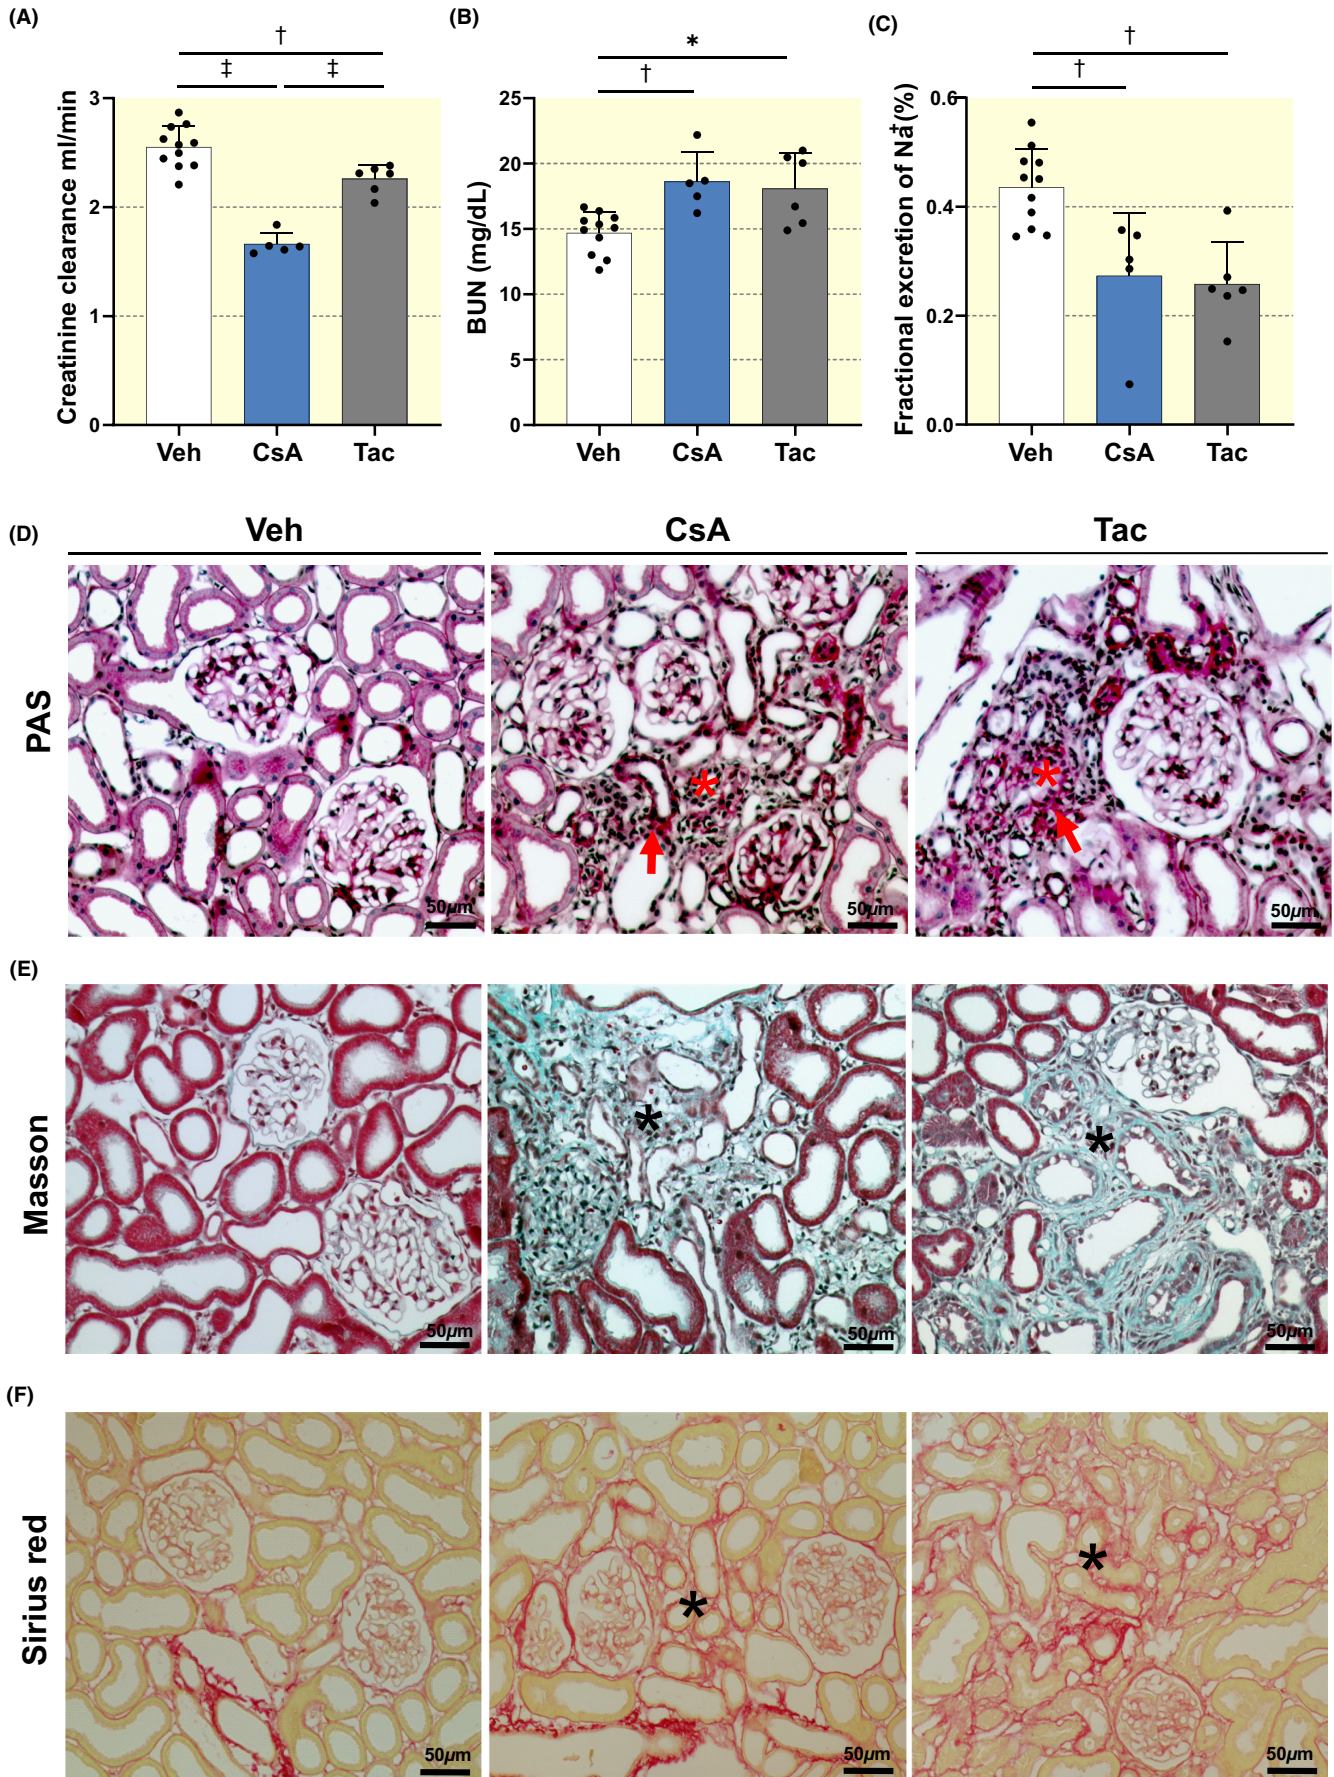 (A)
†
‡ ‡
Creatinine clearance ml/min
3
2
1
0
Veh CsA Tac
(B)
*
†
BUN (mg/dL)
25
20
15
10
5
0
Veh CsA Tac
(C)
†
†
Fractional excretion of Na+(%)
0.6
0.4
0.2
0.0
Veh CsA Tac
(D)
Veh CsA Tac
PAS
*
*
50µm
50µm
50µm
(E)
Masson
*
*
50µm
50µm
50µm
(F)
Sirius red
*
*
50µm
50µm
50µm